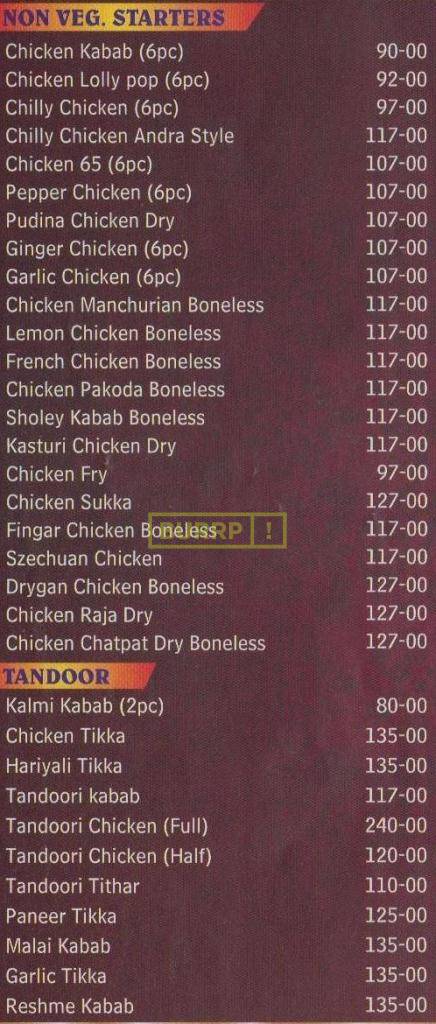 NON VEG. STARTERS
Chicken Kabab (6pc) 90-00
Chicken Lolly pop (6pc) 92-00
Chilly Chicken (6pc) 97-00
Chilly Chicken Andra Style 117-00
Chicken 65 (6pc) 107-00
Pepper Chicken (6pc) 107-00
Pudina Chicken Dry 107-00
Ginger Chicken (6pc) 107-00
Garlic Chicken (6pc) 107-00
Chicken Manchurian Boneless 117-00
Lemon Chicken Boneless 117-00
French Chicken Boneless 117-00
Chicken Pakoda Boneless 117-00
Sholey Kabab Boneless 117-00
Kasturi Chicken Dry 117-00
Chicken Fry 97-00
Chicken Sukka 127-00
Fingar Chicken Boneless 117-00
BURRP !
Szechuan Chicken 117-00
Drygan Chicken Boneless 127-00
Chicken Raja Dry 127-00
Chicken Chatpat Dry Boneless 127-00
TANDOOR
Kalmi Kabab (2pc) 80-00
Chicken Tikka 135-00
Hariyali Tikka 135-00
Tandoori kabab 117-00
Tandoori Chicken (Full) 240-00
Tandoori Chicken (Half) 120-00
Tandoori Tithar 110-00
Paneer Tikka 125-00
Malai Kabab 135-00
Garlic Tikka 135-00
Reshme Kabab 135-00